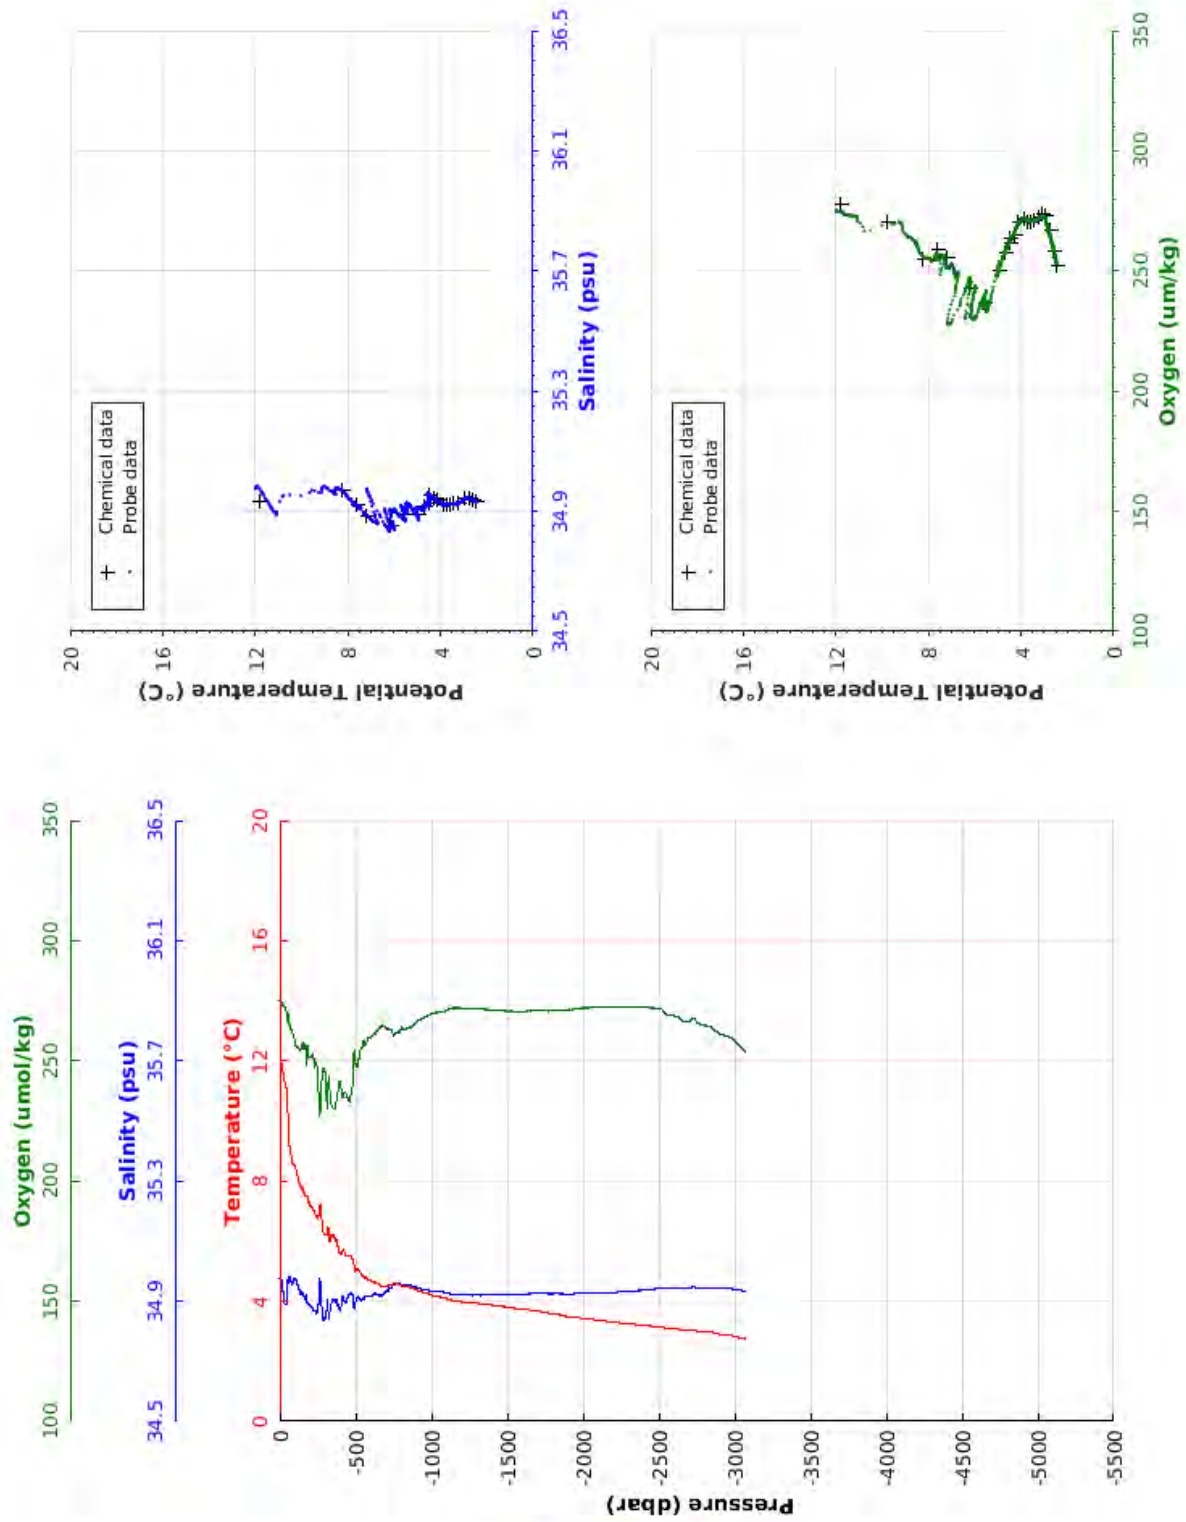 Oxygen (umol/kg)
100 150 200 250 300 350
Salinity (psu)
34.5 34.9 35.3 35.7 36.1 36.5
Temperature (°C)
0 4 8 12 16 20
0
-500
-1000
-1500
-2000
-2500
-3000
-3500
-4000
-4500
-5000
-5500
Pressure (dbar)
20
16
12
8
4
0
Potential Temperature (°C)
+ Chemical data
. Probe data
34.5 34.9 35.3 35.7 36.1 36.5
Salinity (psu)
20
16
12
8
4
0
Potential Temperature (°C)
+ Chemical data
. Probe data
100 150 200 250 300 350
Oxygen (um/kg)